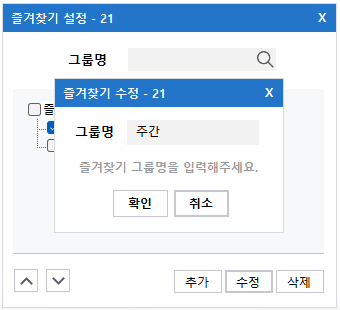 즐겨찾기 설정 - 21 X
그룹명
즐겨찾기 수정 - 21 X
그룹명 주간
즐겨찾기 그룹명을 입력해주세요.
확인 취소
추가 수정 삭제